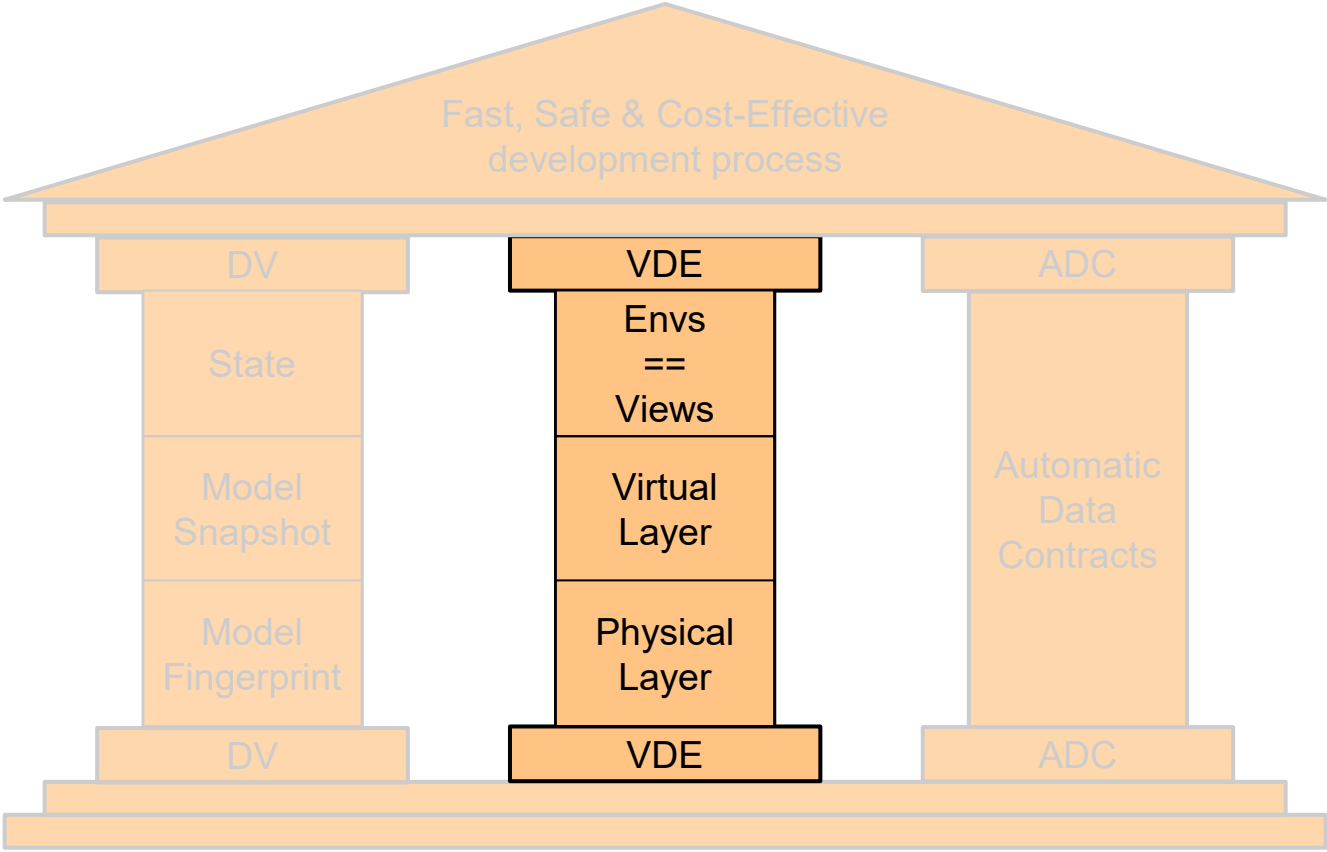 Fast, Safe & Cost-Effective
development process
DV
VDE
ADC
State
Envs
==
Views
Model
Snapshot
Virtual
Layer
Automatic
Data
Contracts
Model
Fingerprint
Physical
Layer
DV
VDE
ADC